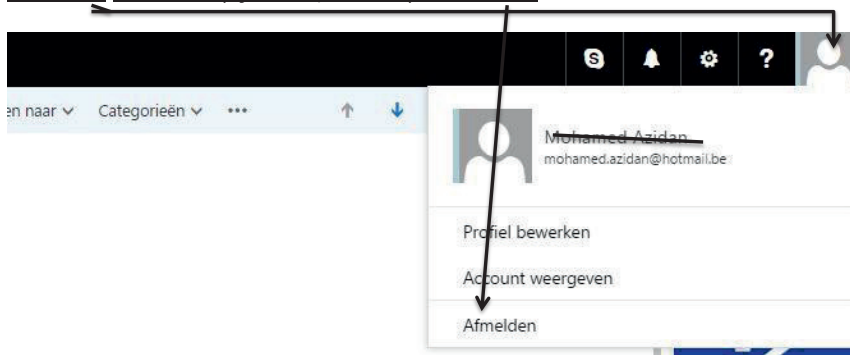 S ?
en naar Categorieën •••
Mohamed Azidan
mohamed.azidan@hotmail.be
Profiel bewerken
Account weergeven
Afmelden